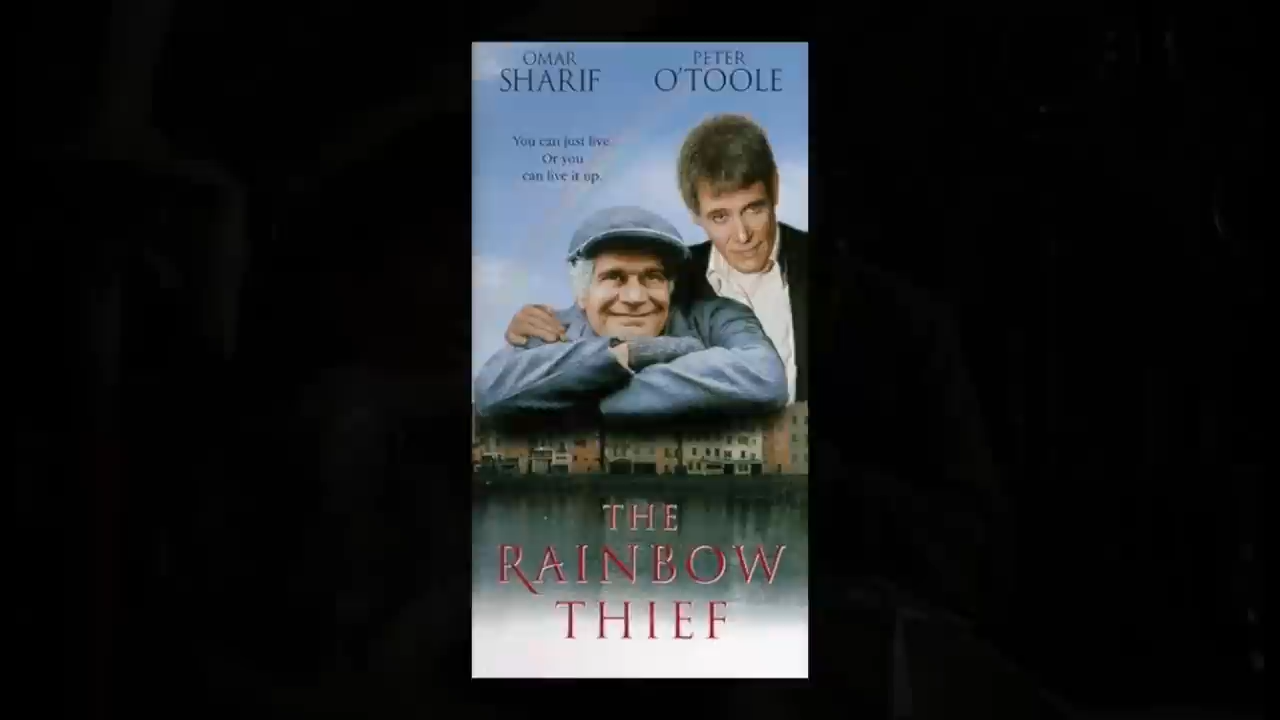 OMAR
SHARIF
PETER
O'TOOLE
You can just live.
Or you
can live it up.
THE
RAINBOW
THIEF